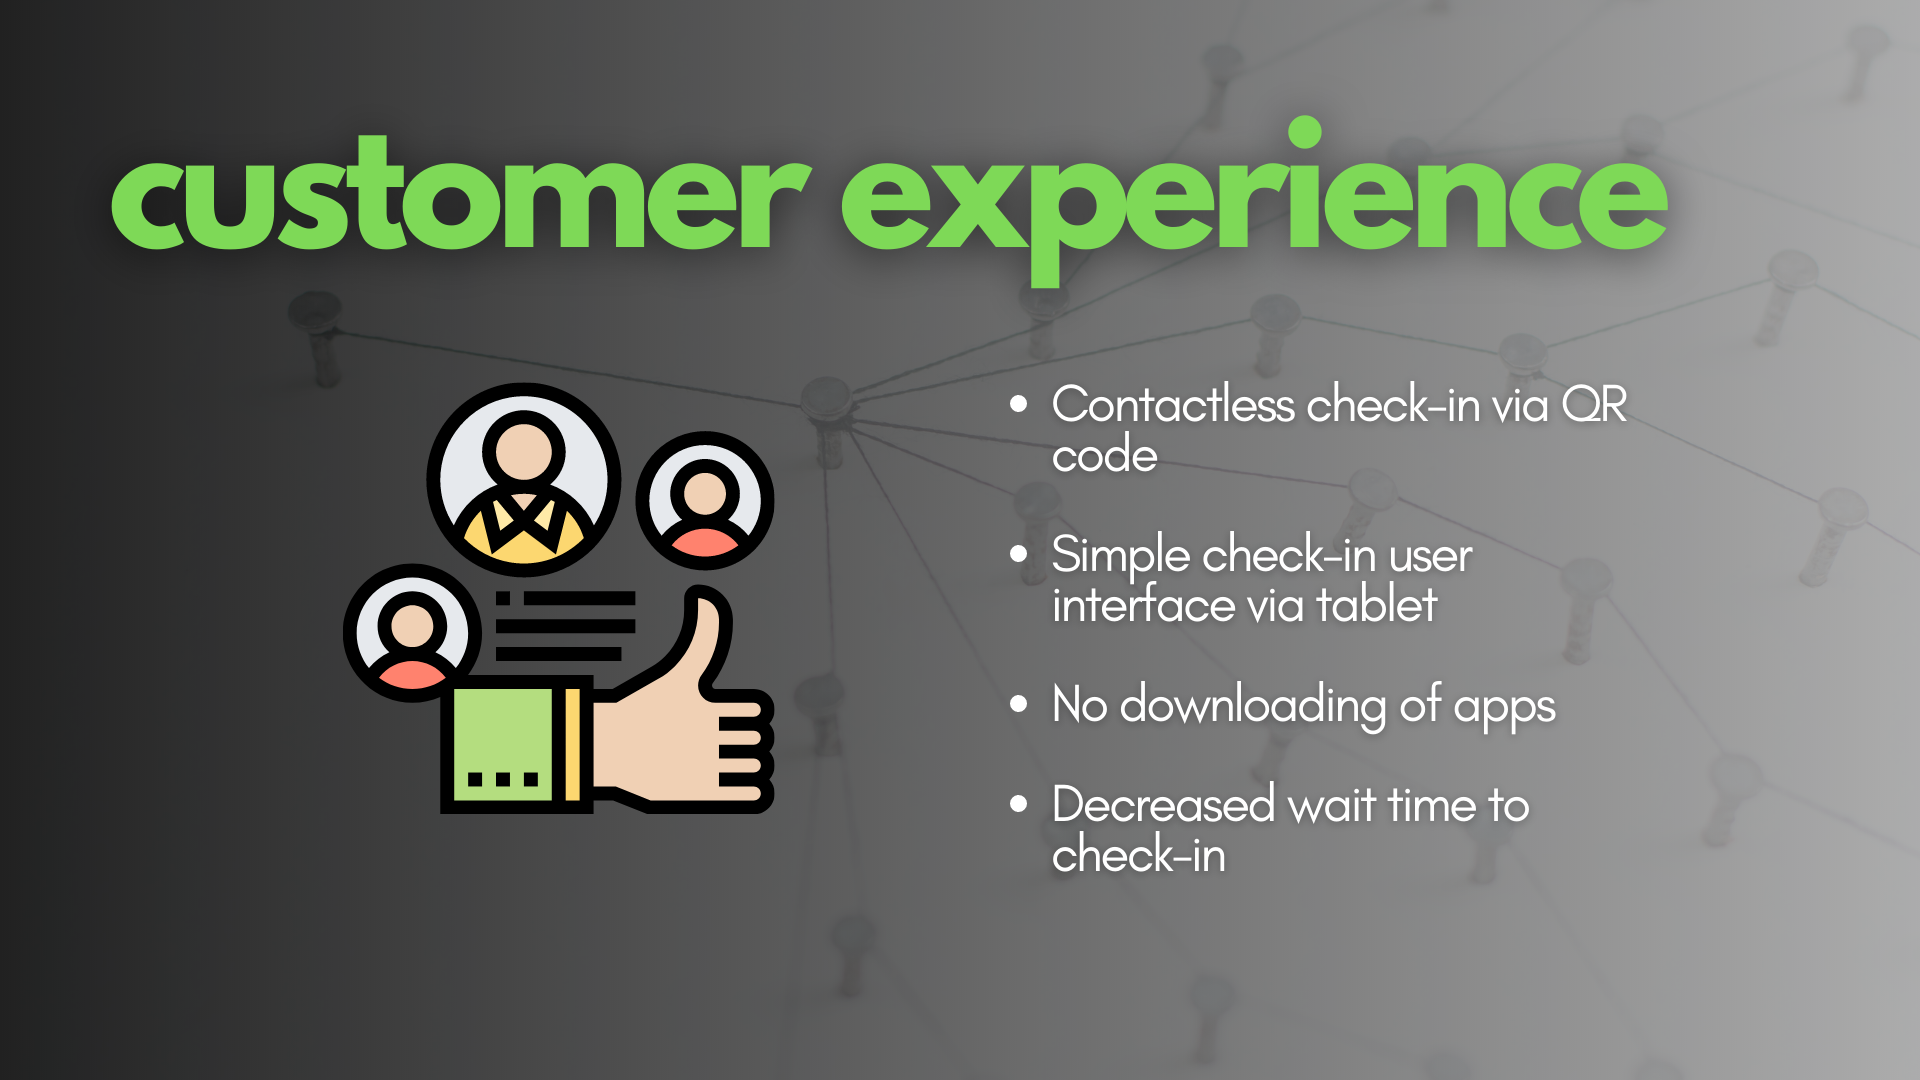 customer experience
• Contactless check-in via QR
code
• Simple check-in user
interface via tablet
• No downloading of apps
• Decreased wait time to
check-in